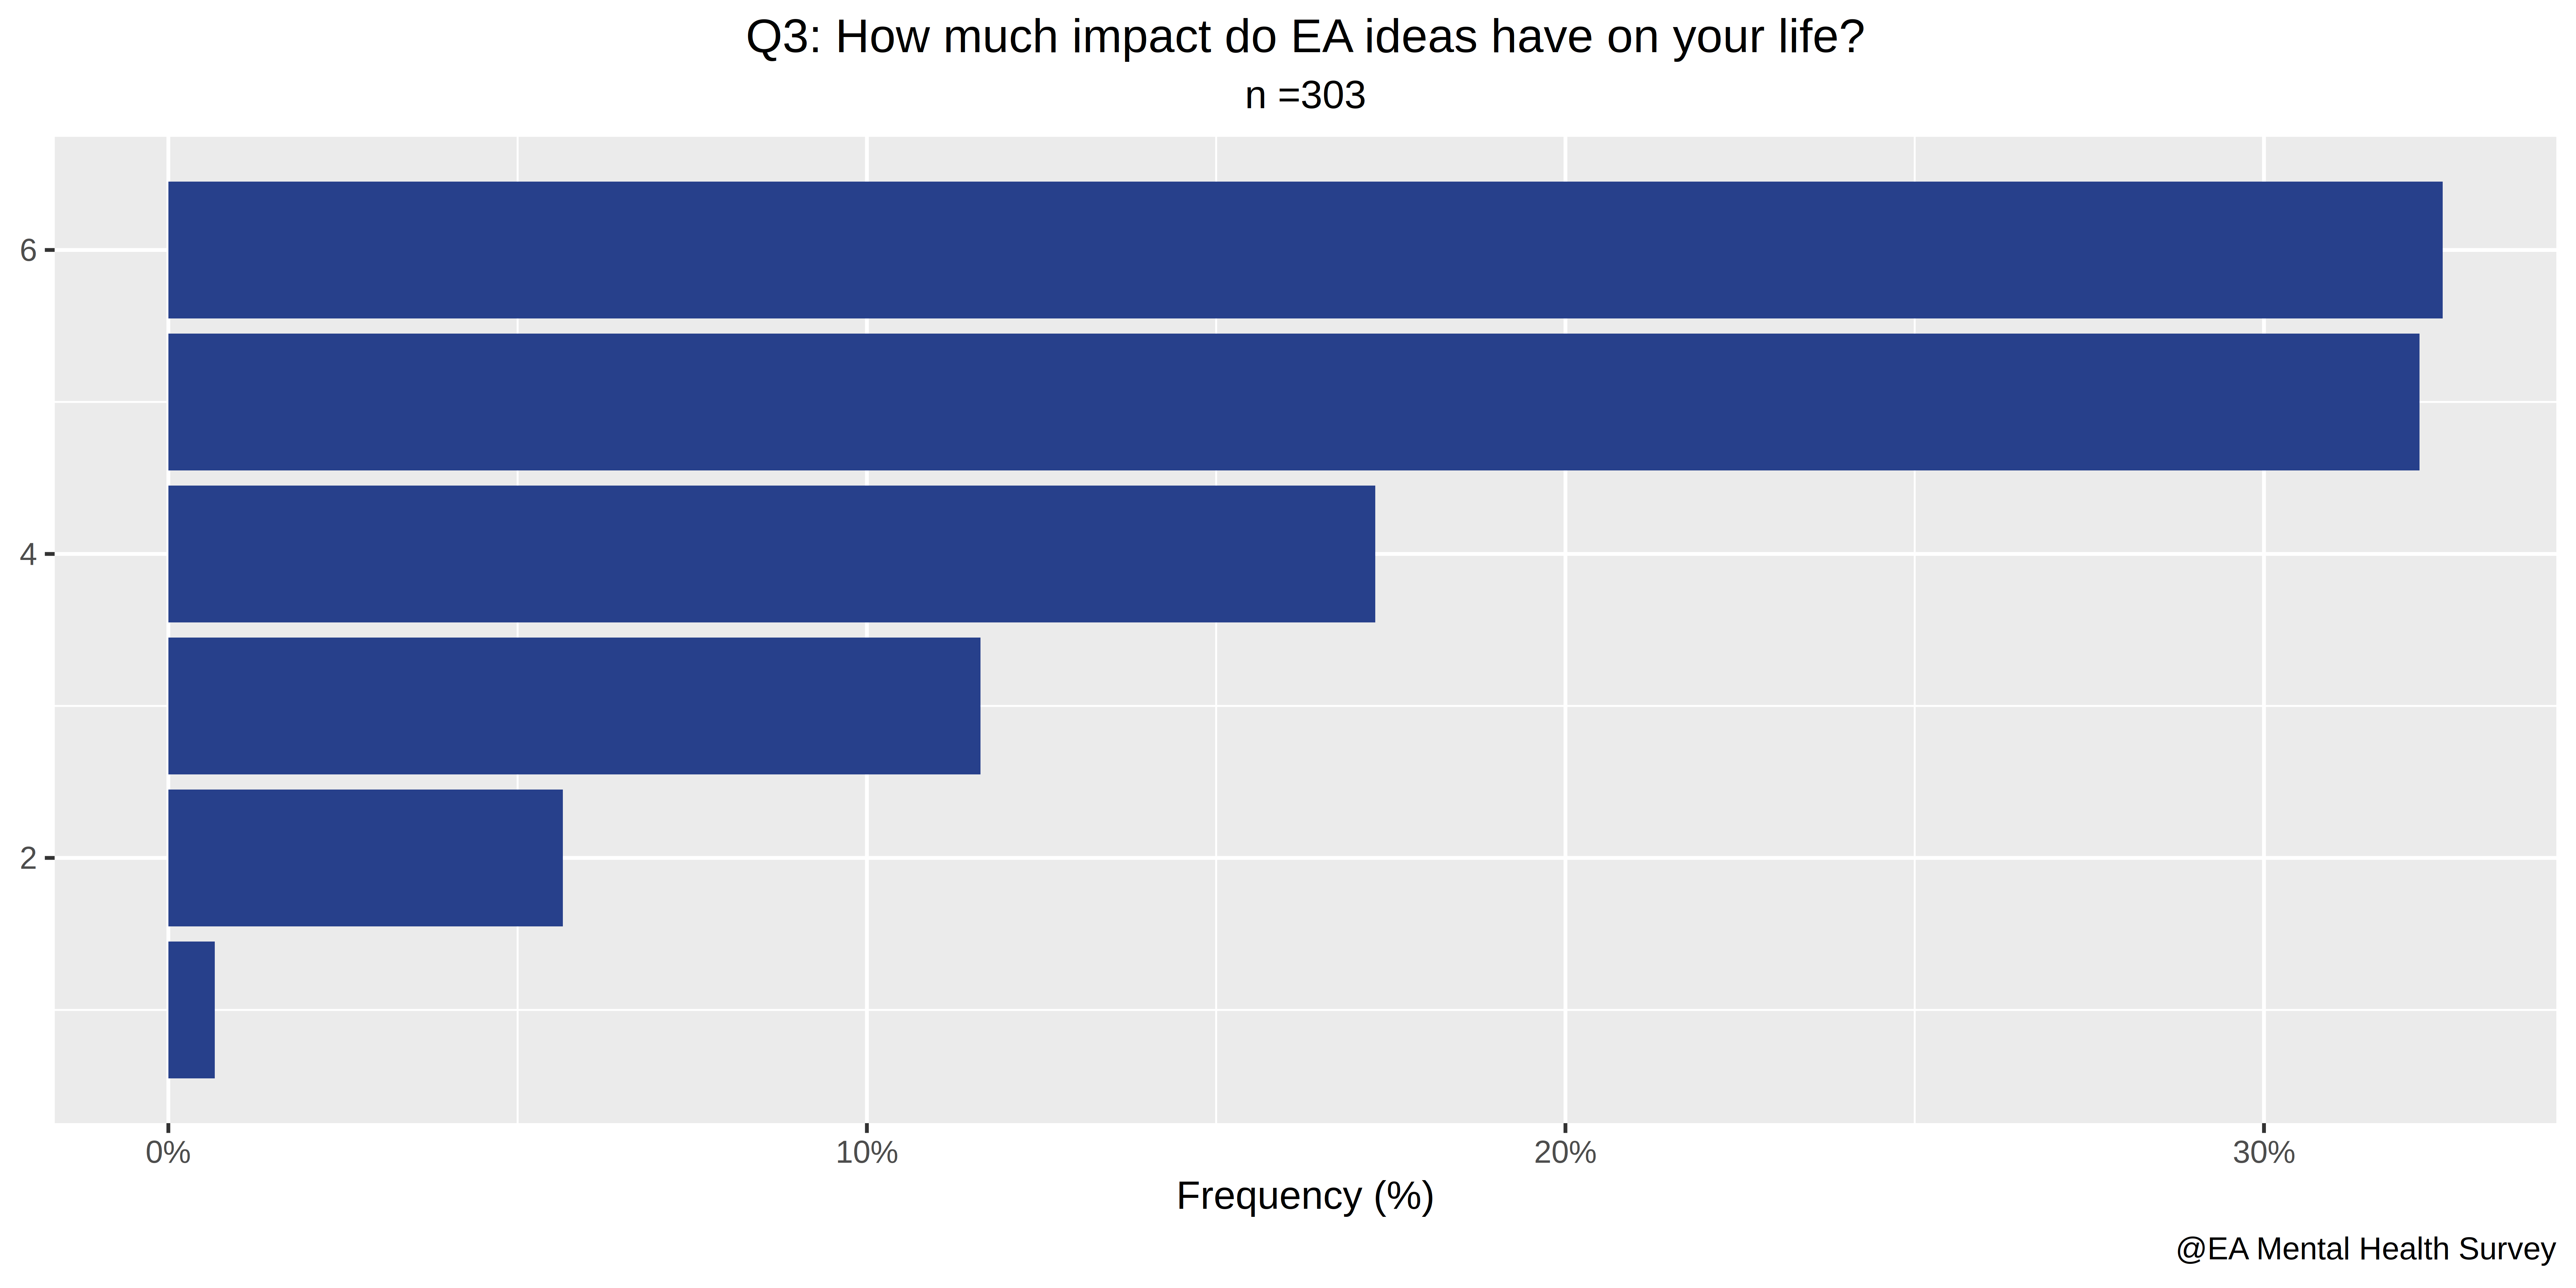 Q3: How much impact do EA ideas have on your life?
n =303
6
4
2
0% 10% 20% 30%
Frequency (%)
@EA Mental Health Survey